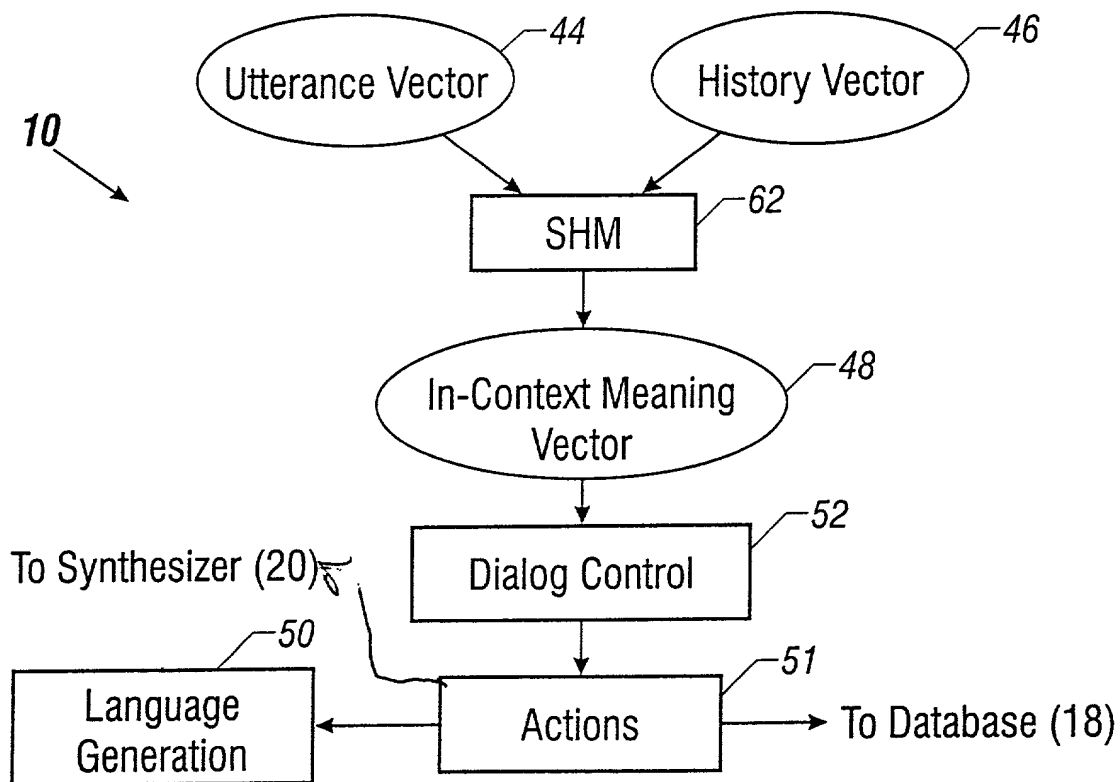 44
46
Utterance Vector
History Vector
10
62
SHM
48
In-Context Meaning
Vector
52
Dialog Control
To Synthesizer (20)
50
51
Language
Generation
Actions
To Database (18)